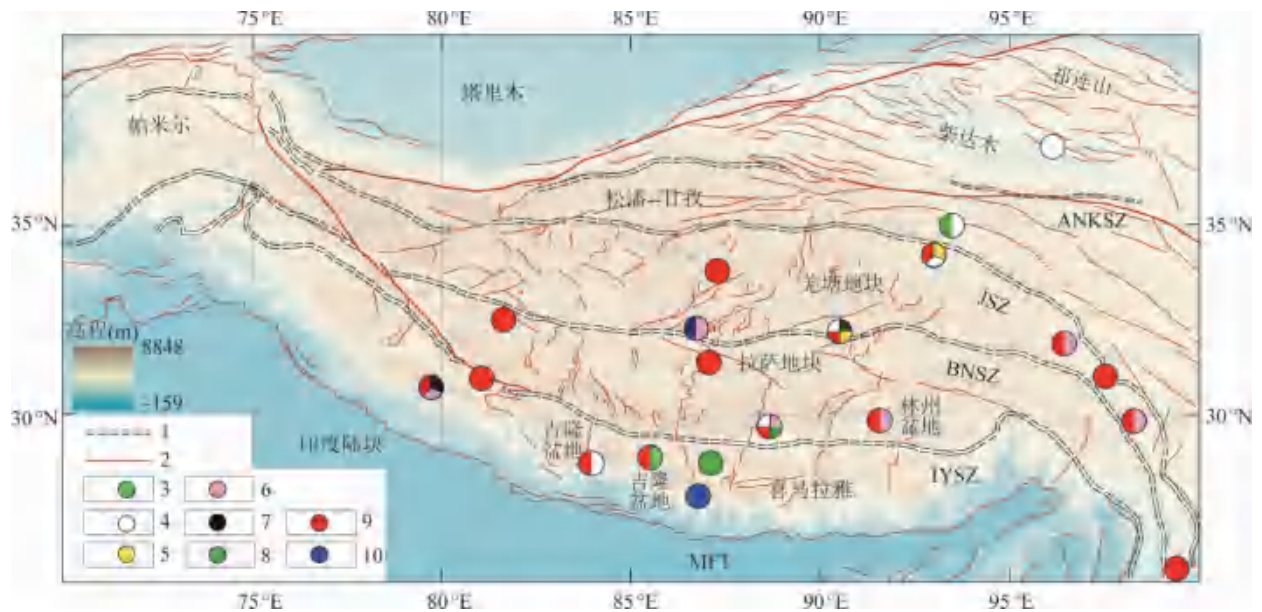 75°E 80°E 85°E 90°E 95°E
祁连山
塔里木
柴达木
帕米尔
松潘-甘孜
35°N
35°N
ANKSZ
羌塘地块
JSZ
高程(m)
8848
拉萨地块
BNSZ
-159
30°N
30°N
林州
盆地
1
印度陆块
吉隆
盆地
2
吉隆
盆地
喜马拉雅
IYSZ
3 6
4 7 9
5 8 10
MFT
75°E 80°E 85°E 90°E 95°E